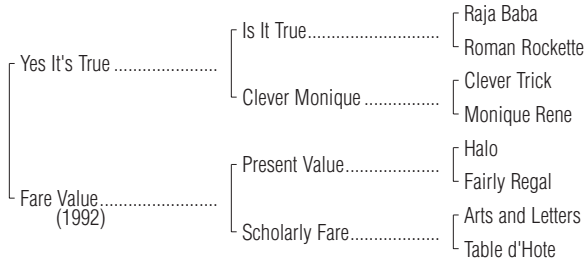 Raja Baba
Is It True
Roman Rockette
Yes It's True
Clever Trick
Clever Monique
Monique Rene
Halo
Present Value
Fairly Regal
Fare Value
(1992)
Arts and Letters
Scholarly Fare
Table d'Hote